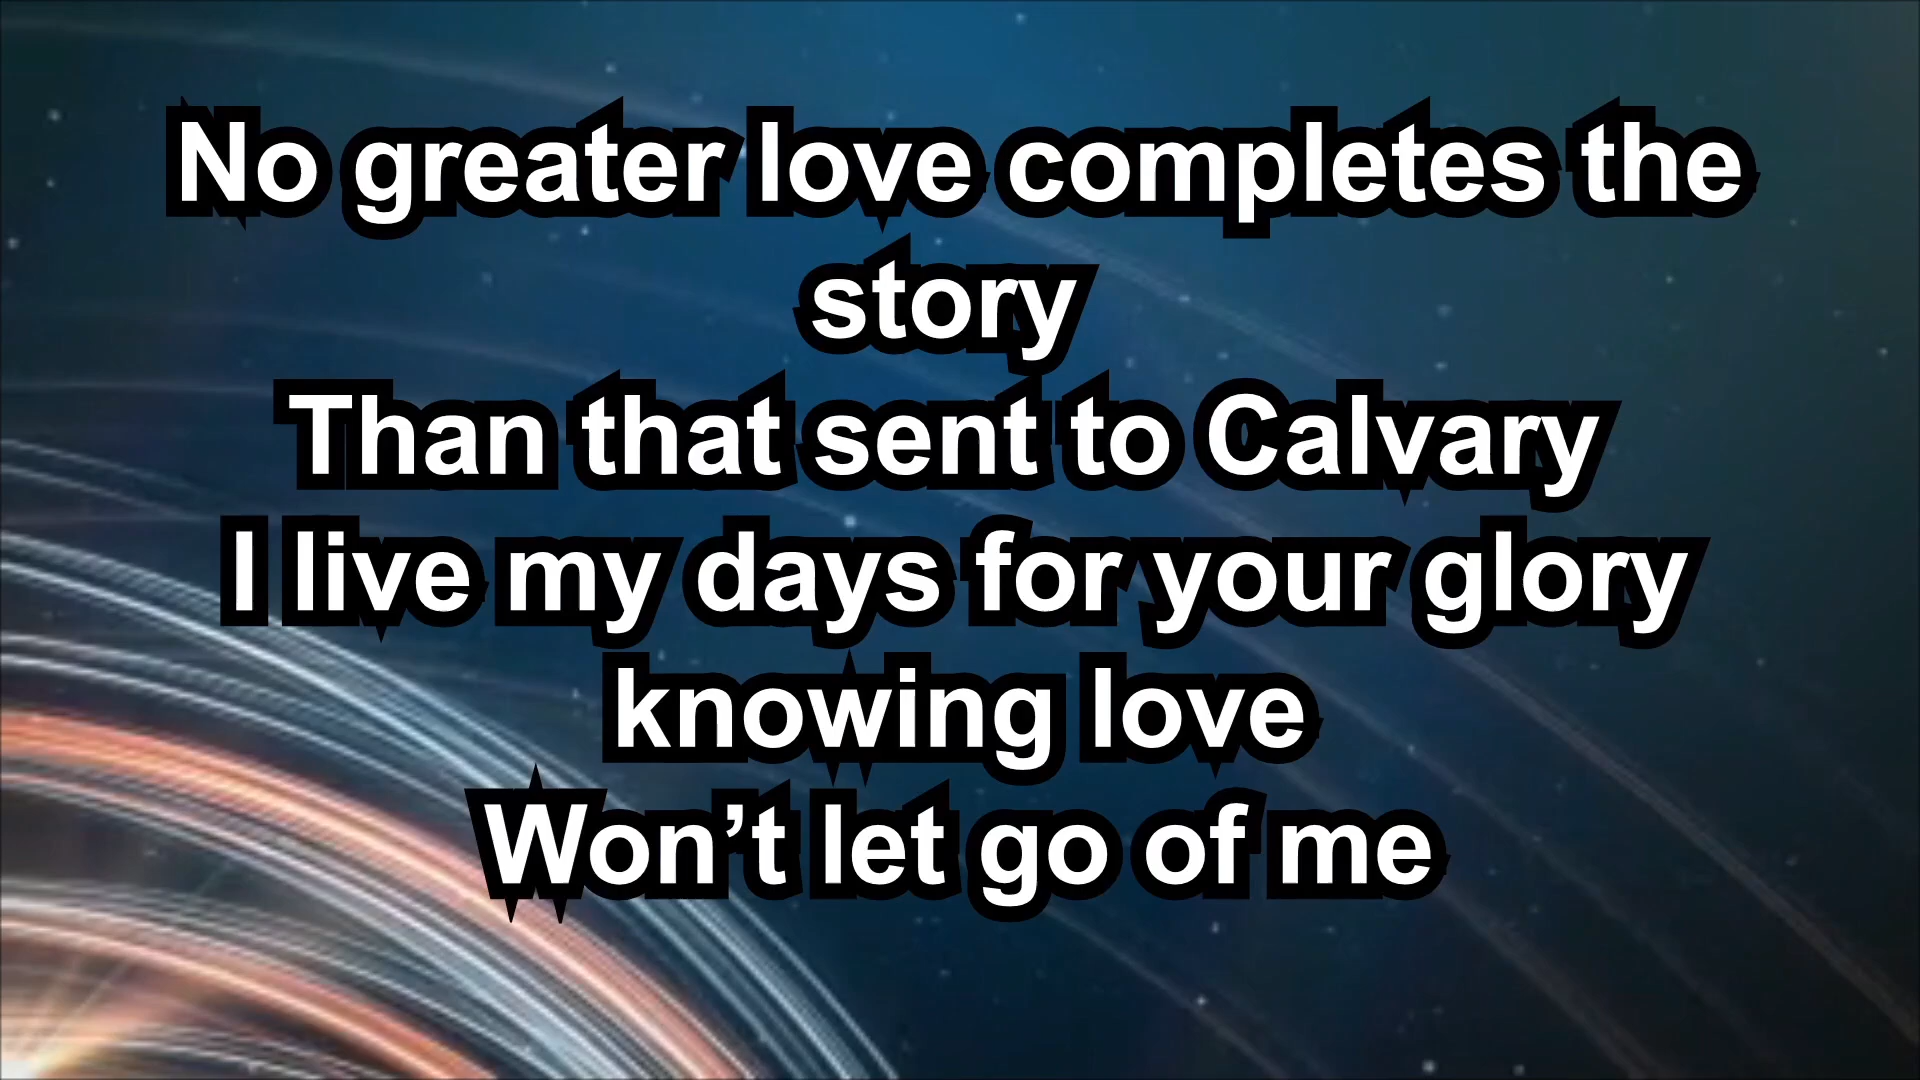 No greater love completes the
story
Than that sent to Calvary
I live my days for your glory
knowing love
Won’t let go of me